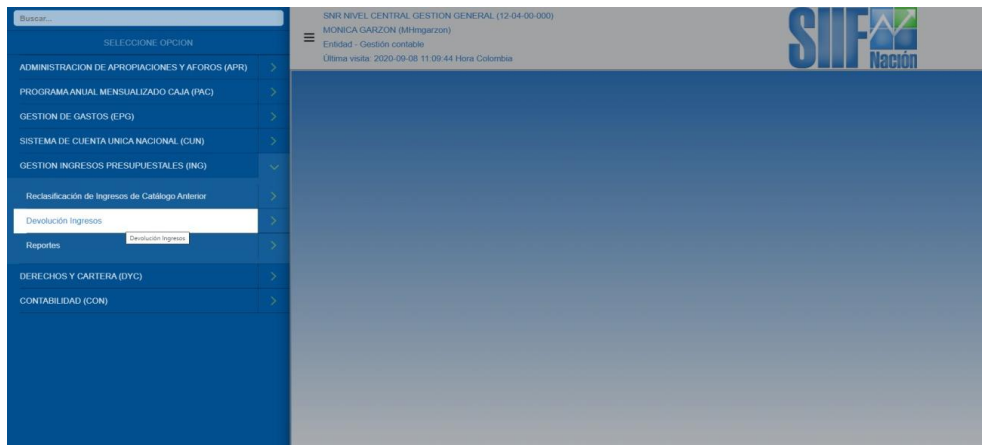 Buscar...
SELECCIONE OPCION
ADMINISTRACION DE APROPIACIONES Y AFOROS (APR)
PROGRAMA ANUAL MENSUALIZADO CAJA (PAC)
GESTION DE GASTOS (EPG)
SISTEMA DE CUENTA UNICA NACIONAL (CUN)
GESTION INGRESOS PRESUPUESTALES (ING)
Reclasificación de Ingresos de Catálogo Anterior
Devolución Ingresos
Devolución Ingresos
Reportes
DERECHOS Y CARTERA (DYC)
CONTABILIDAD (CON)
SNR NIVEL CENTRAL GESTION GENERAL (12-04-00-000)
MONICA GARZON (MHmgarzon)
Entidad - Gestión contable
Última visita: 2020-09-08 11:09:44 Hora Colombia
SIIF
Nación